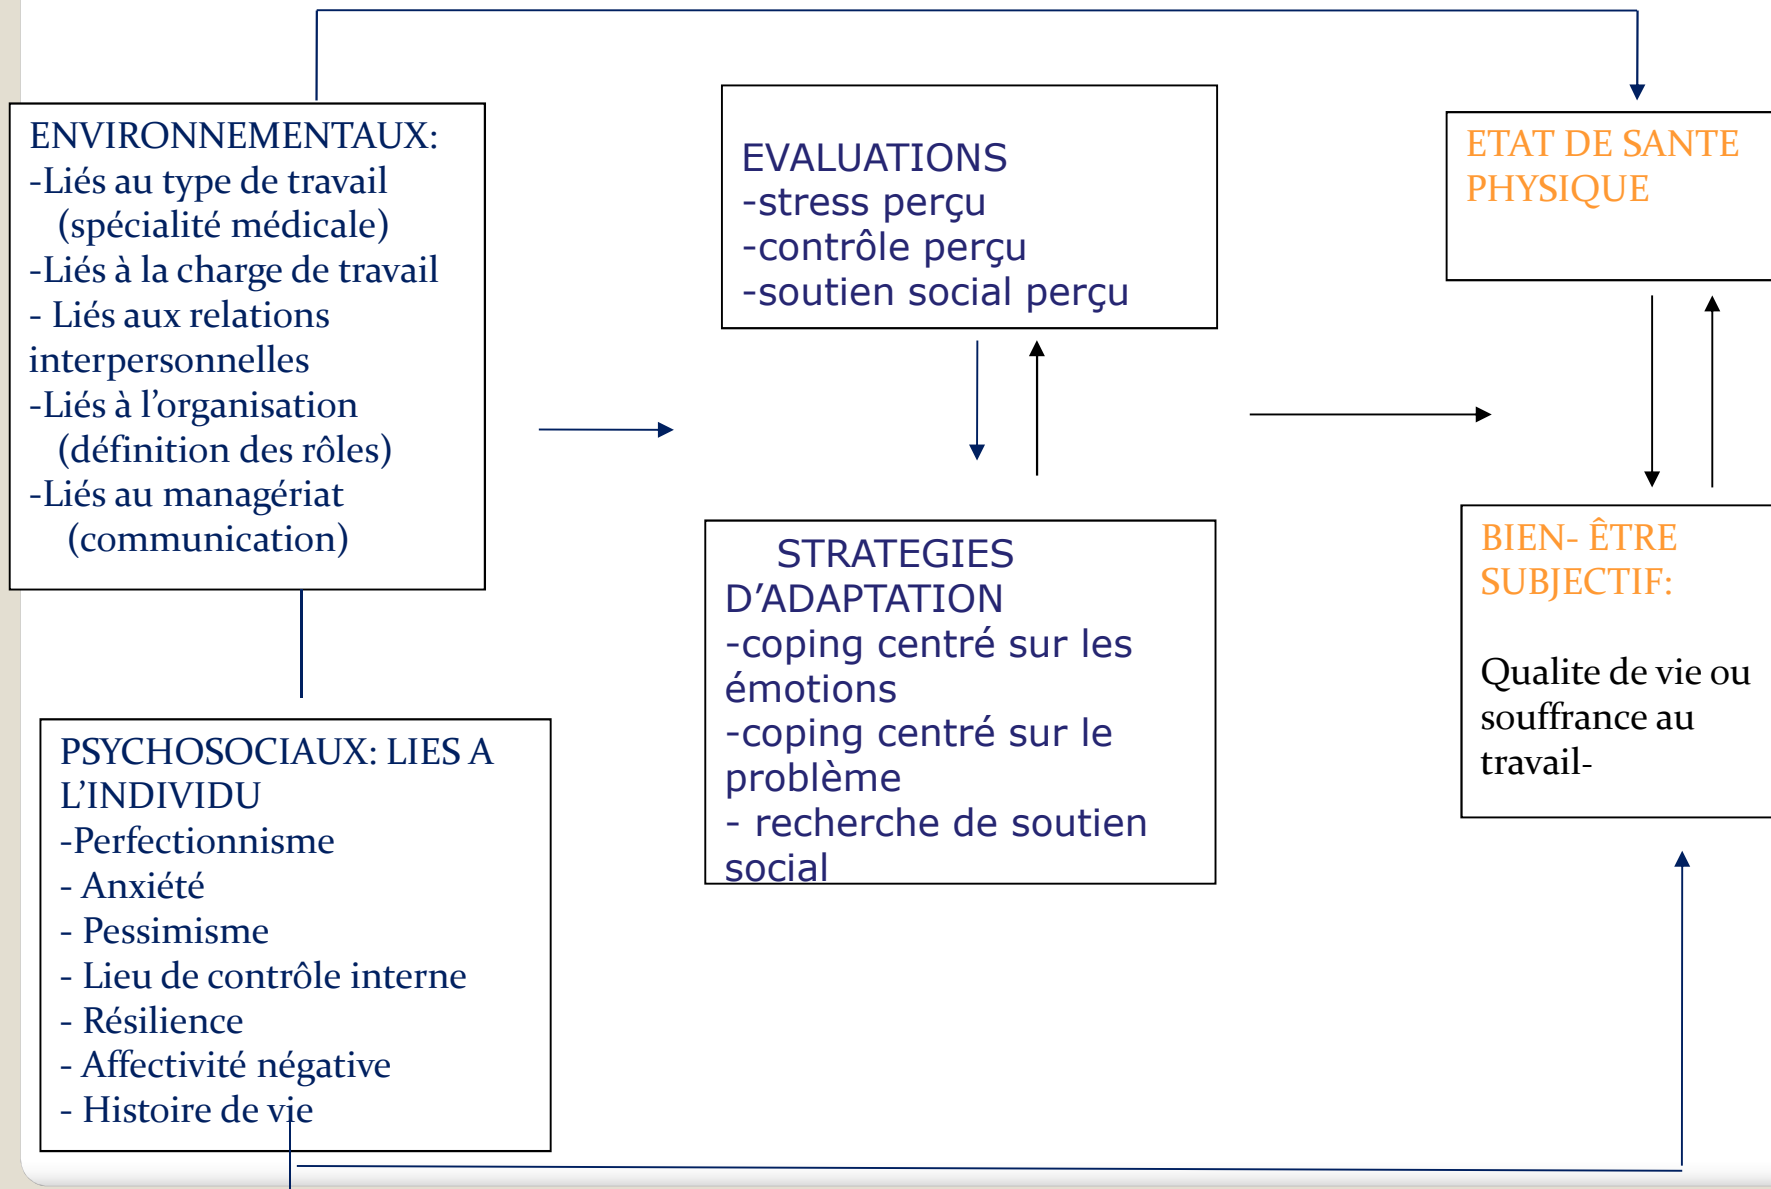 ENVIRONNEMENTAUX:
-Liés au type de travail
(spécialité médicale)
-Liés à la charge de travail
- Liés aux relations
interpersonnelles
-Liés à l’organisation
(définition des rôles)
-Liés au managériat
(communication)
PSYCHOSOCIAUX: LIES A
L’INDIVIDU
-Perfectionnisme
- Anxiété
- Pessimisme
- Lieu de contrôle interne
- Résilience
- Affectivité négative
- Histoire de vie
EVALUATIONS
-stress perçu
-contrôle perçu
-soutien social perçu
STRATEGIES
D’ADAPTATION
-coping centré sur les
émotions
-coping centré sur le
problème
- recherche de soutien
social
ETAT DE SANTE
PHYSIQUE
BIEN- ÊTRE
SUBJECTIF:
Qualite de vie ou
souffrance au
travail-